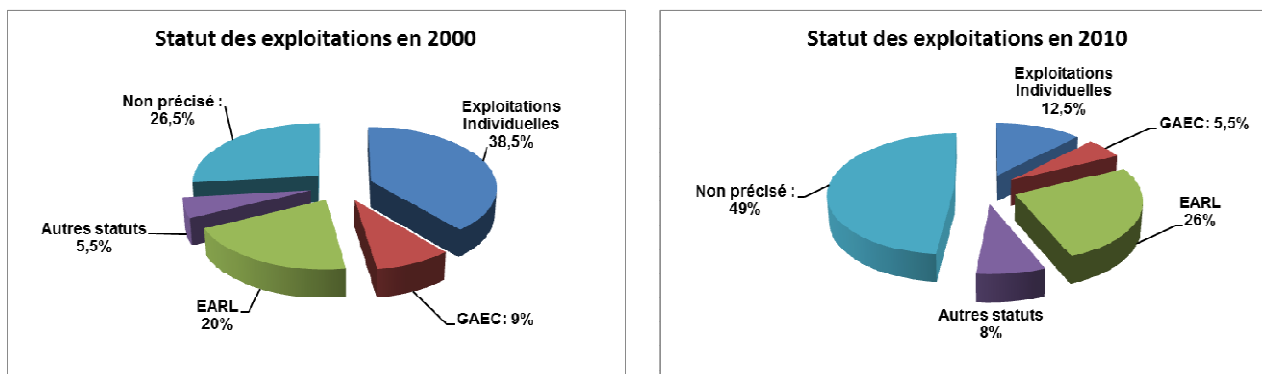 Statut des exploitations en 2000
Non précisé :
26,5%
Exploitations
Individuelles
38,5%
Autres statuts
5,5%
EARL
20%
GAEC: 9%
Statut des exploitations en 2010
Exploitations
Individuelles
12,5%
GAEC: 5,5%
Non précisé :
49%
EARL
26%
Autres statuts
8%